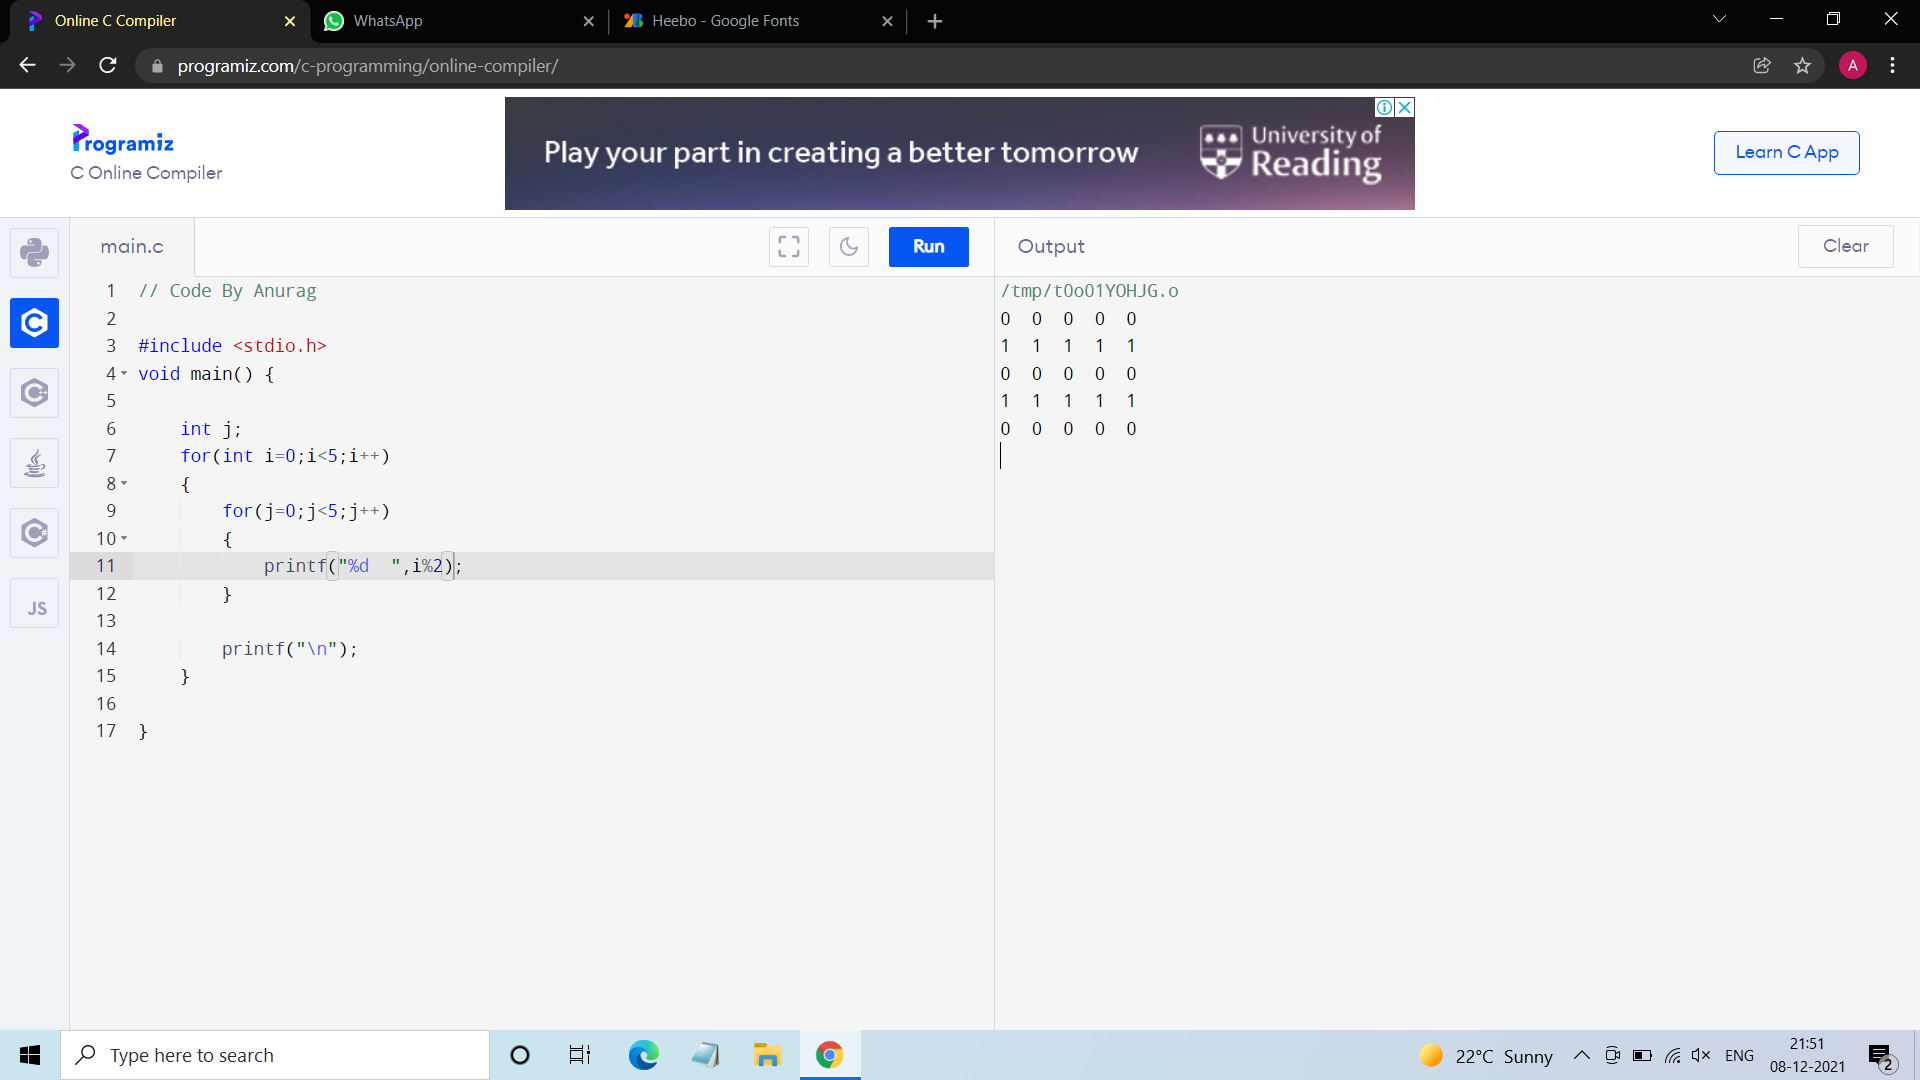 Online C Compiler
WhatsApp
Heebo - Google Fonts
programiz.com/c-programming/online-compiler/
A
Programiz
C Online Compiler
Play your part in creating a better tomorrow
University of
Reading
Learn C App
main.c
Run
Output
Clear
1 // Code By Anurag
2
3 #include <stdio.h>
4 void main() {
5
6     int j;
7     for(int i=0;i<5;i++)
8     {
9         for(j=0;j<5;j++)
10         {
11             printf("%d  ",i%2);
12         }
13
14         printf("\n");
15     }
16
17 }
JS
/tmp/tOo01YOHJG.o
0  0  0  0  0
1  1  1  1  1
0  0  0  0  0
1  1  1  1  1
0  0  0  0  0
Type here to search
22°C Sunny
ENG
21:51
08-12-2021
2